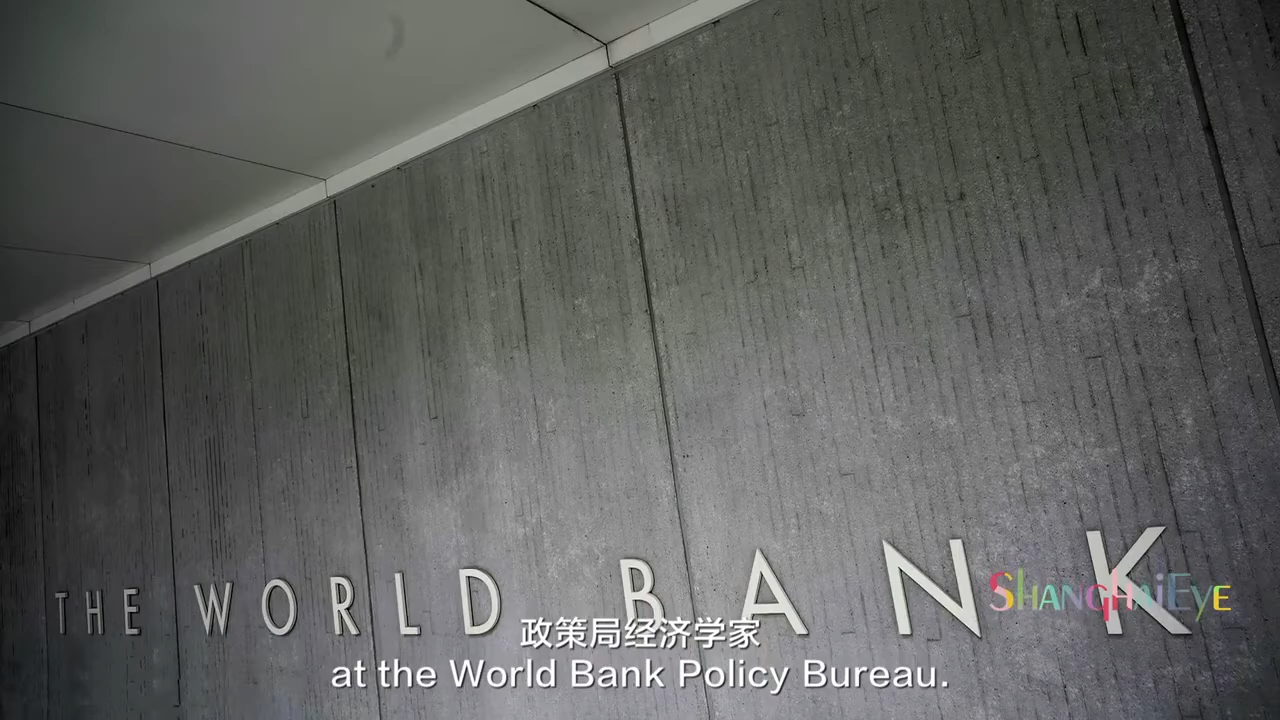 THE WORLD BANK
ShanghaiEye
政策局经济学家
at the World Bank Policy Bureau.